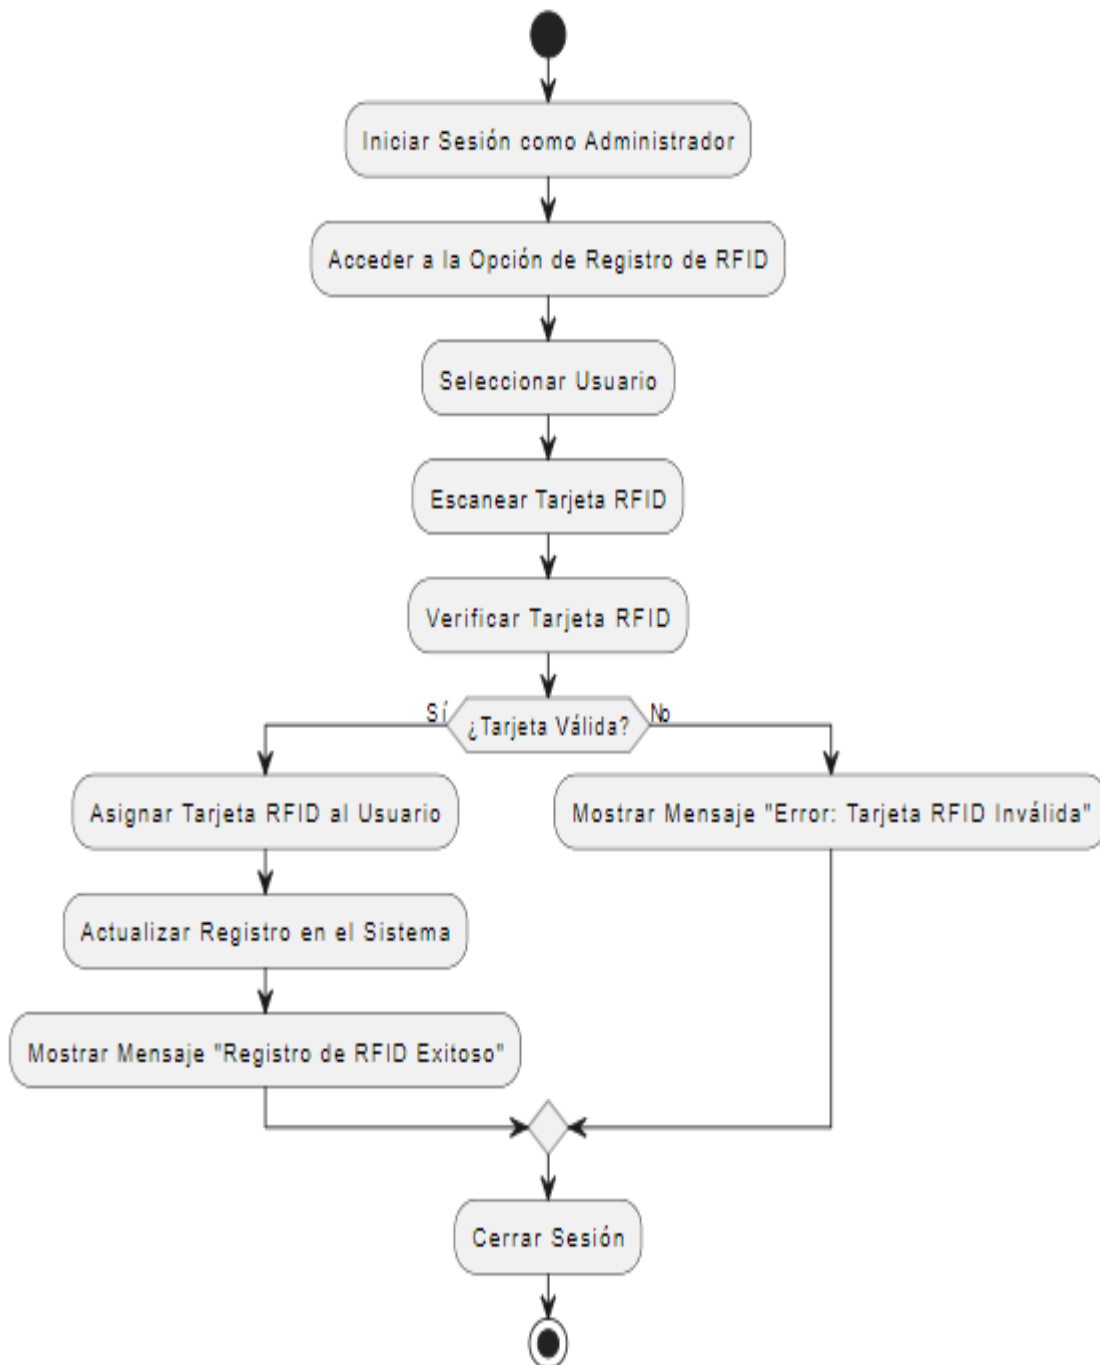 Iniciar Sesión como Administrador
Acceder a la Opción de Registro de RFID
Seleccionar Usuario
Escanear Tarjeta RFID
Verificar Tarjeta RFID
Sí
¿Tarjeta Válida?
No
Asignar Tarjeta RFID al Usuario
Mostrar Mensaje "Error: Tarjeta RFID Inválida"
Actualizar Registro en el Sistema
Mostrar Mensaje "Registro de RFID Exitoso"
Cerrar Sesión